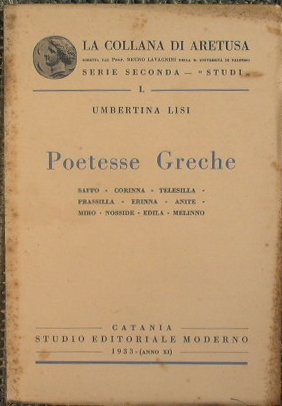 LA COLLANA DI ARETUSA
DIRETTA DAL PROF. BRUNO LAVAGNINI DELLA R. UNIVERSITÀ DI PALERMO
SERIE SECONDA — "STUDI"
I.
UMBERTINA LISI
Poetesse Greche
SAFFO - CORINNA - TELESILLA -
PRASSILLA - ERINNA - ANITE -
MIRO - NOSSIDE - EDILA - MELINNO
CATANIA
STUDIO EDITORIALE MODERNO
1933 - (ANNO XI)